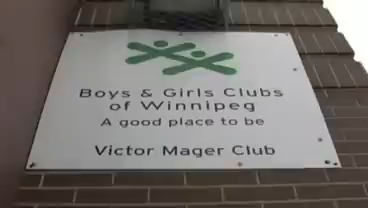 Boys & Girls Clubs
of Winnipeg
A good place to be
Victor Mager Club